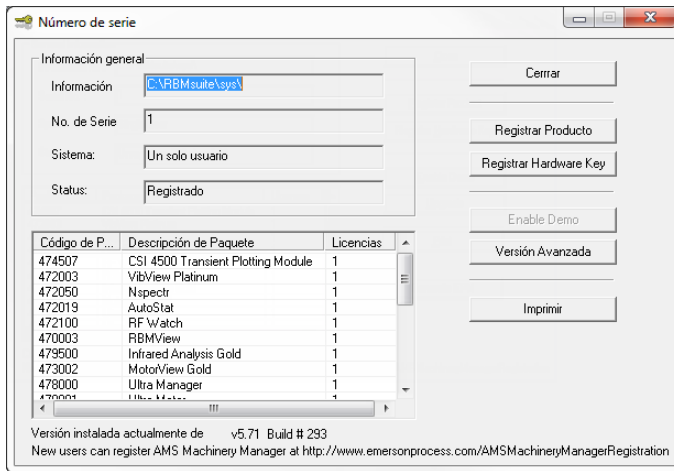 Número de serie
Información general
Información C:\RBMsuite\sys\
No. de Serie 1
Sistema: Un solo usuario
Status: Registrado
Cerrrar
Registrar Producto
Registrar Hardware Key
Enable Demo
Versión Avanzada
Imprimir
Código de P... Descripción de Paquete Licencias
474507 CSI 4500 Transient Plotting Module 1
472003 VibView Platinum 1
472050 Nspectr 1
472019 AutoStat 1
472100 RF Watch 1
470003 RBMView 1
479500 Infrared Analysis Gold 1
473002 MotorView Gold 1
478000 Ultra Manager 1
Versión instalada actualmente de v5.71 Build # 293
New users can register AMS Machinery Manager at http://www.emersonprocess.com/AMSMachineryManagerRegistration